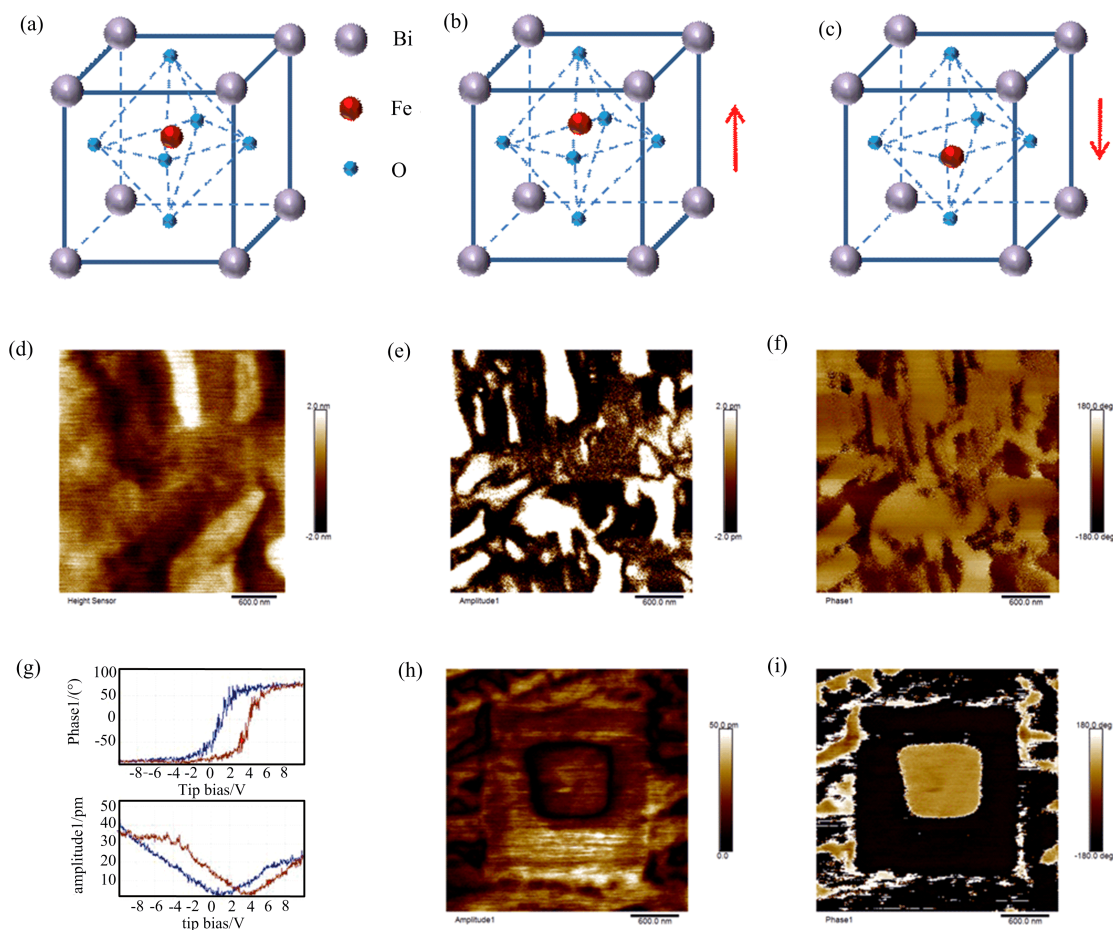 (a)
Bi
Fe
O
(b)
(c)
(d)
2.0 nm
-2.0 nm
Height Sensor
600.0 nm
(e)
2.0 pm
-2.0 pm
Amplitude1
600.0 nm
(f)
180.0 deg
-180.0 deg
Phase1
600.0 nm
(g)
Phase1/(°)
100
50
0
-50
-8 -6 -4 -2 0 2 4 6 8
Tip bias/V
amplitude1/pm
50
40
30
20
10
-8 -6 -4 -2 0 2 4 6 8
tip bias/V
(h)
50.0 pm
0.0
Amplitude1
600.0 nm
(i)
180.0 deg
-180.0 deg
Phase1
600.0 nm